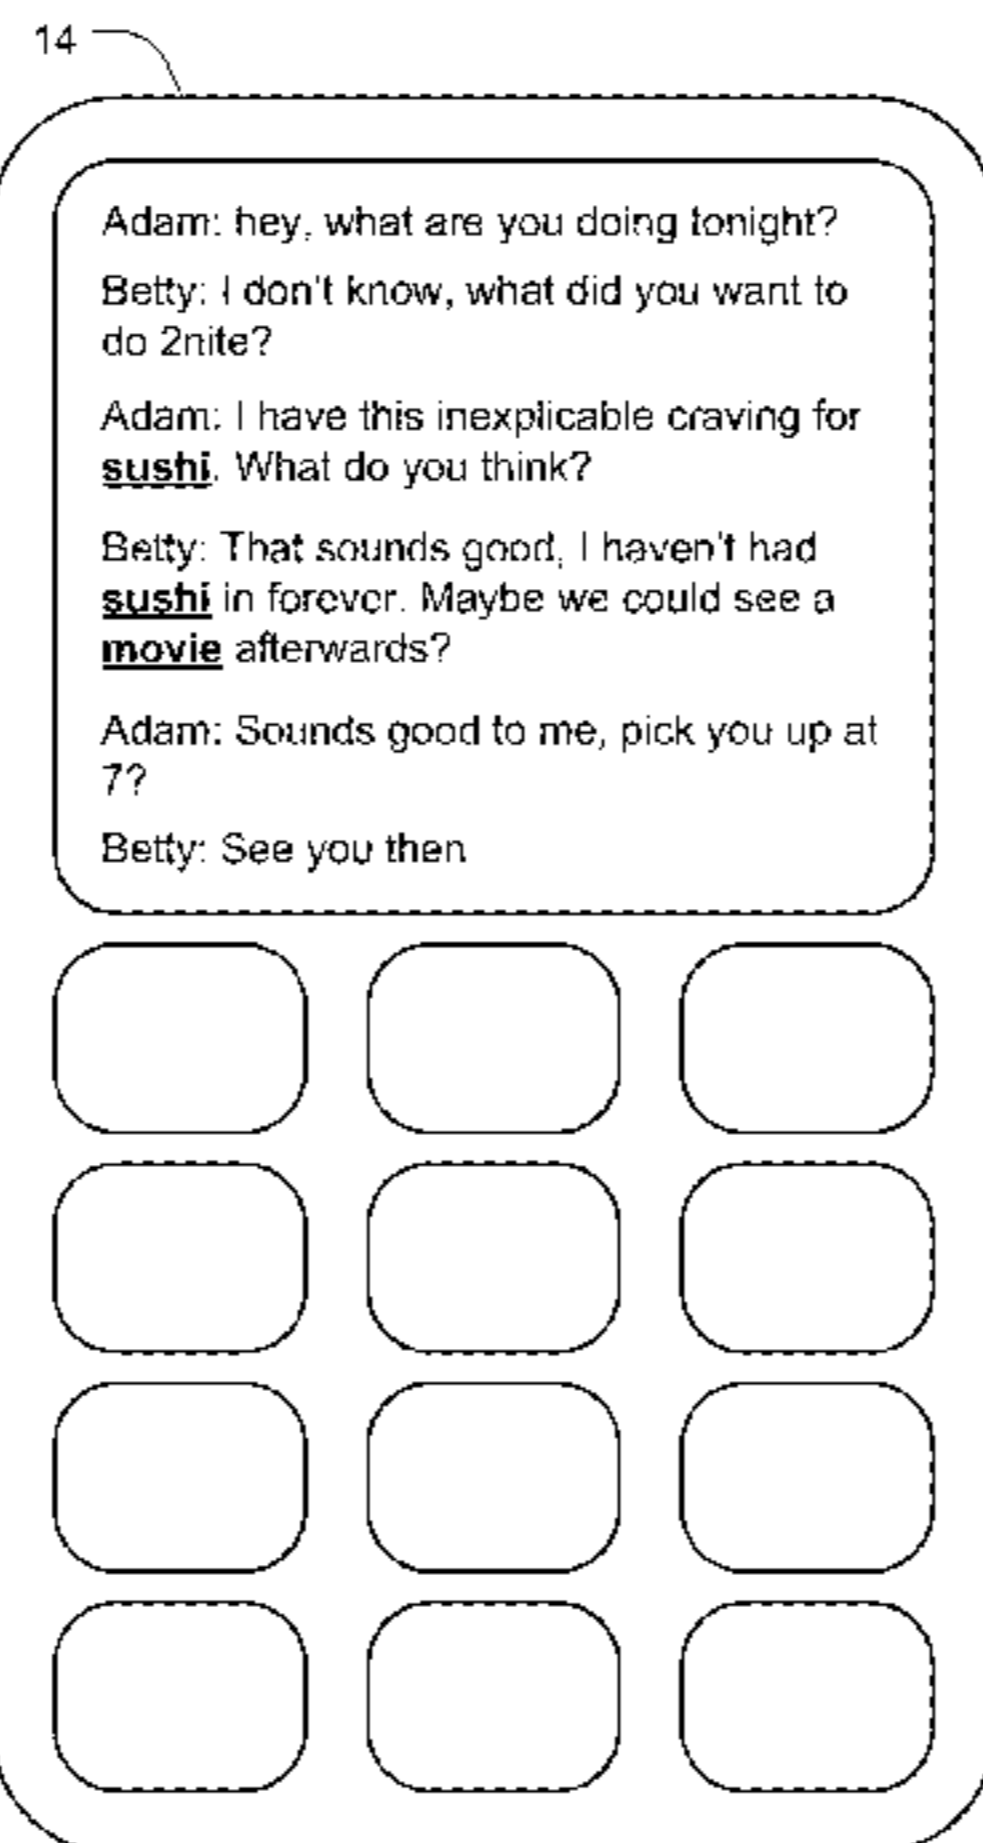 14
Adam: hey, what are you doing tonight?
Betty: I don't know, what did you want to
do 2nite?
Adam: I have this inexplicable craving for
sushi. What do you think?
Betty: That sounds good, I haven't had
sushi in forever. Maybe we could see a
movie afterwards?
Adam: Sounds good to me, pick you up at
7?
Betty: See you then